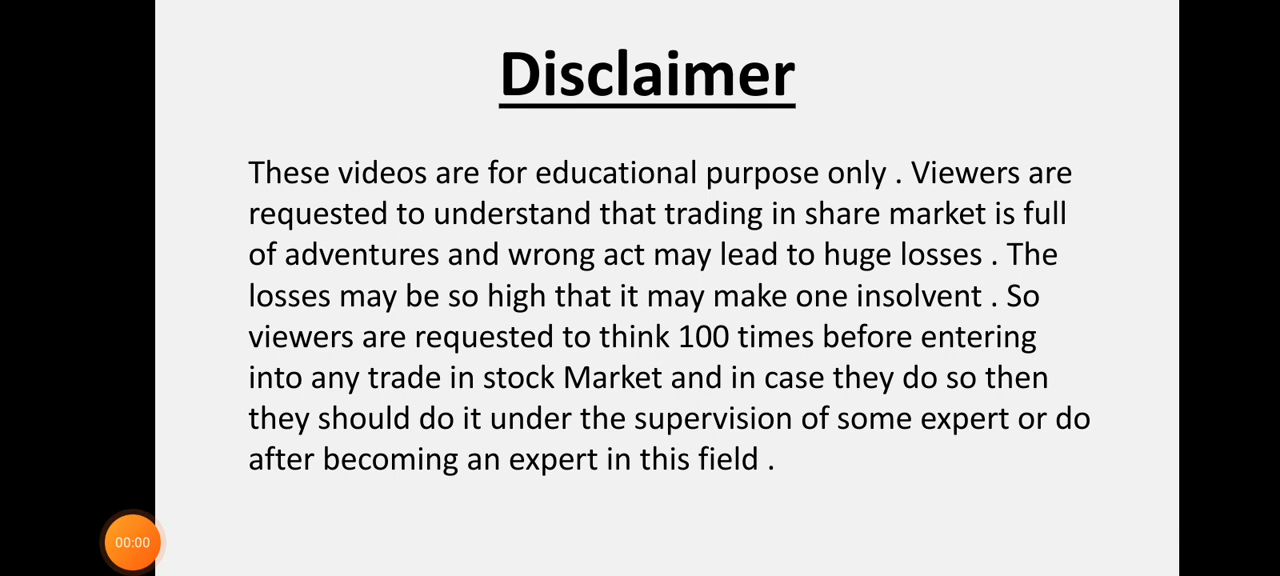 Disclaimer
These videos are for educational purpose only . Viewers are
requested to understand that trading in share market is full
of adventures and wrong act may lead to huge losses . The
losses may be so high that it may make one insolvent . So
viewers are requested to think 100 times before entering
into any trade in stock Market and in case they do so then
they should do it under the supervision of some expert or do
after becoming an expert in this field .
00:00